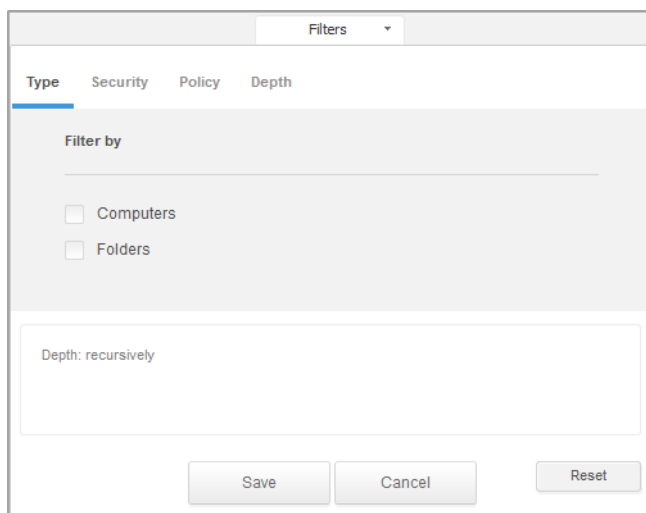 Filters
Type Security Policy Depth
Filter by
Computers
Folders
Depth: recursively
Save Cancel Reset